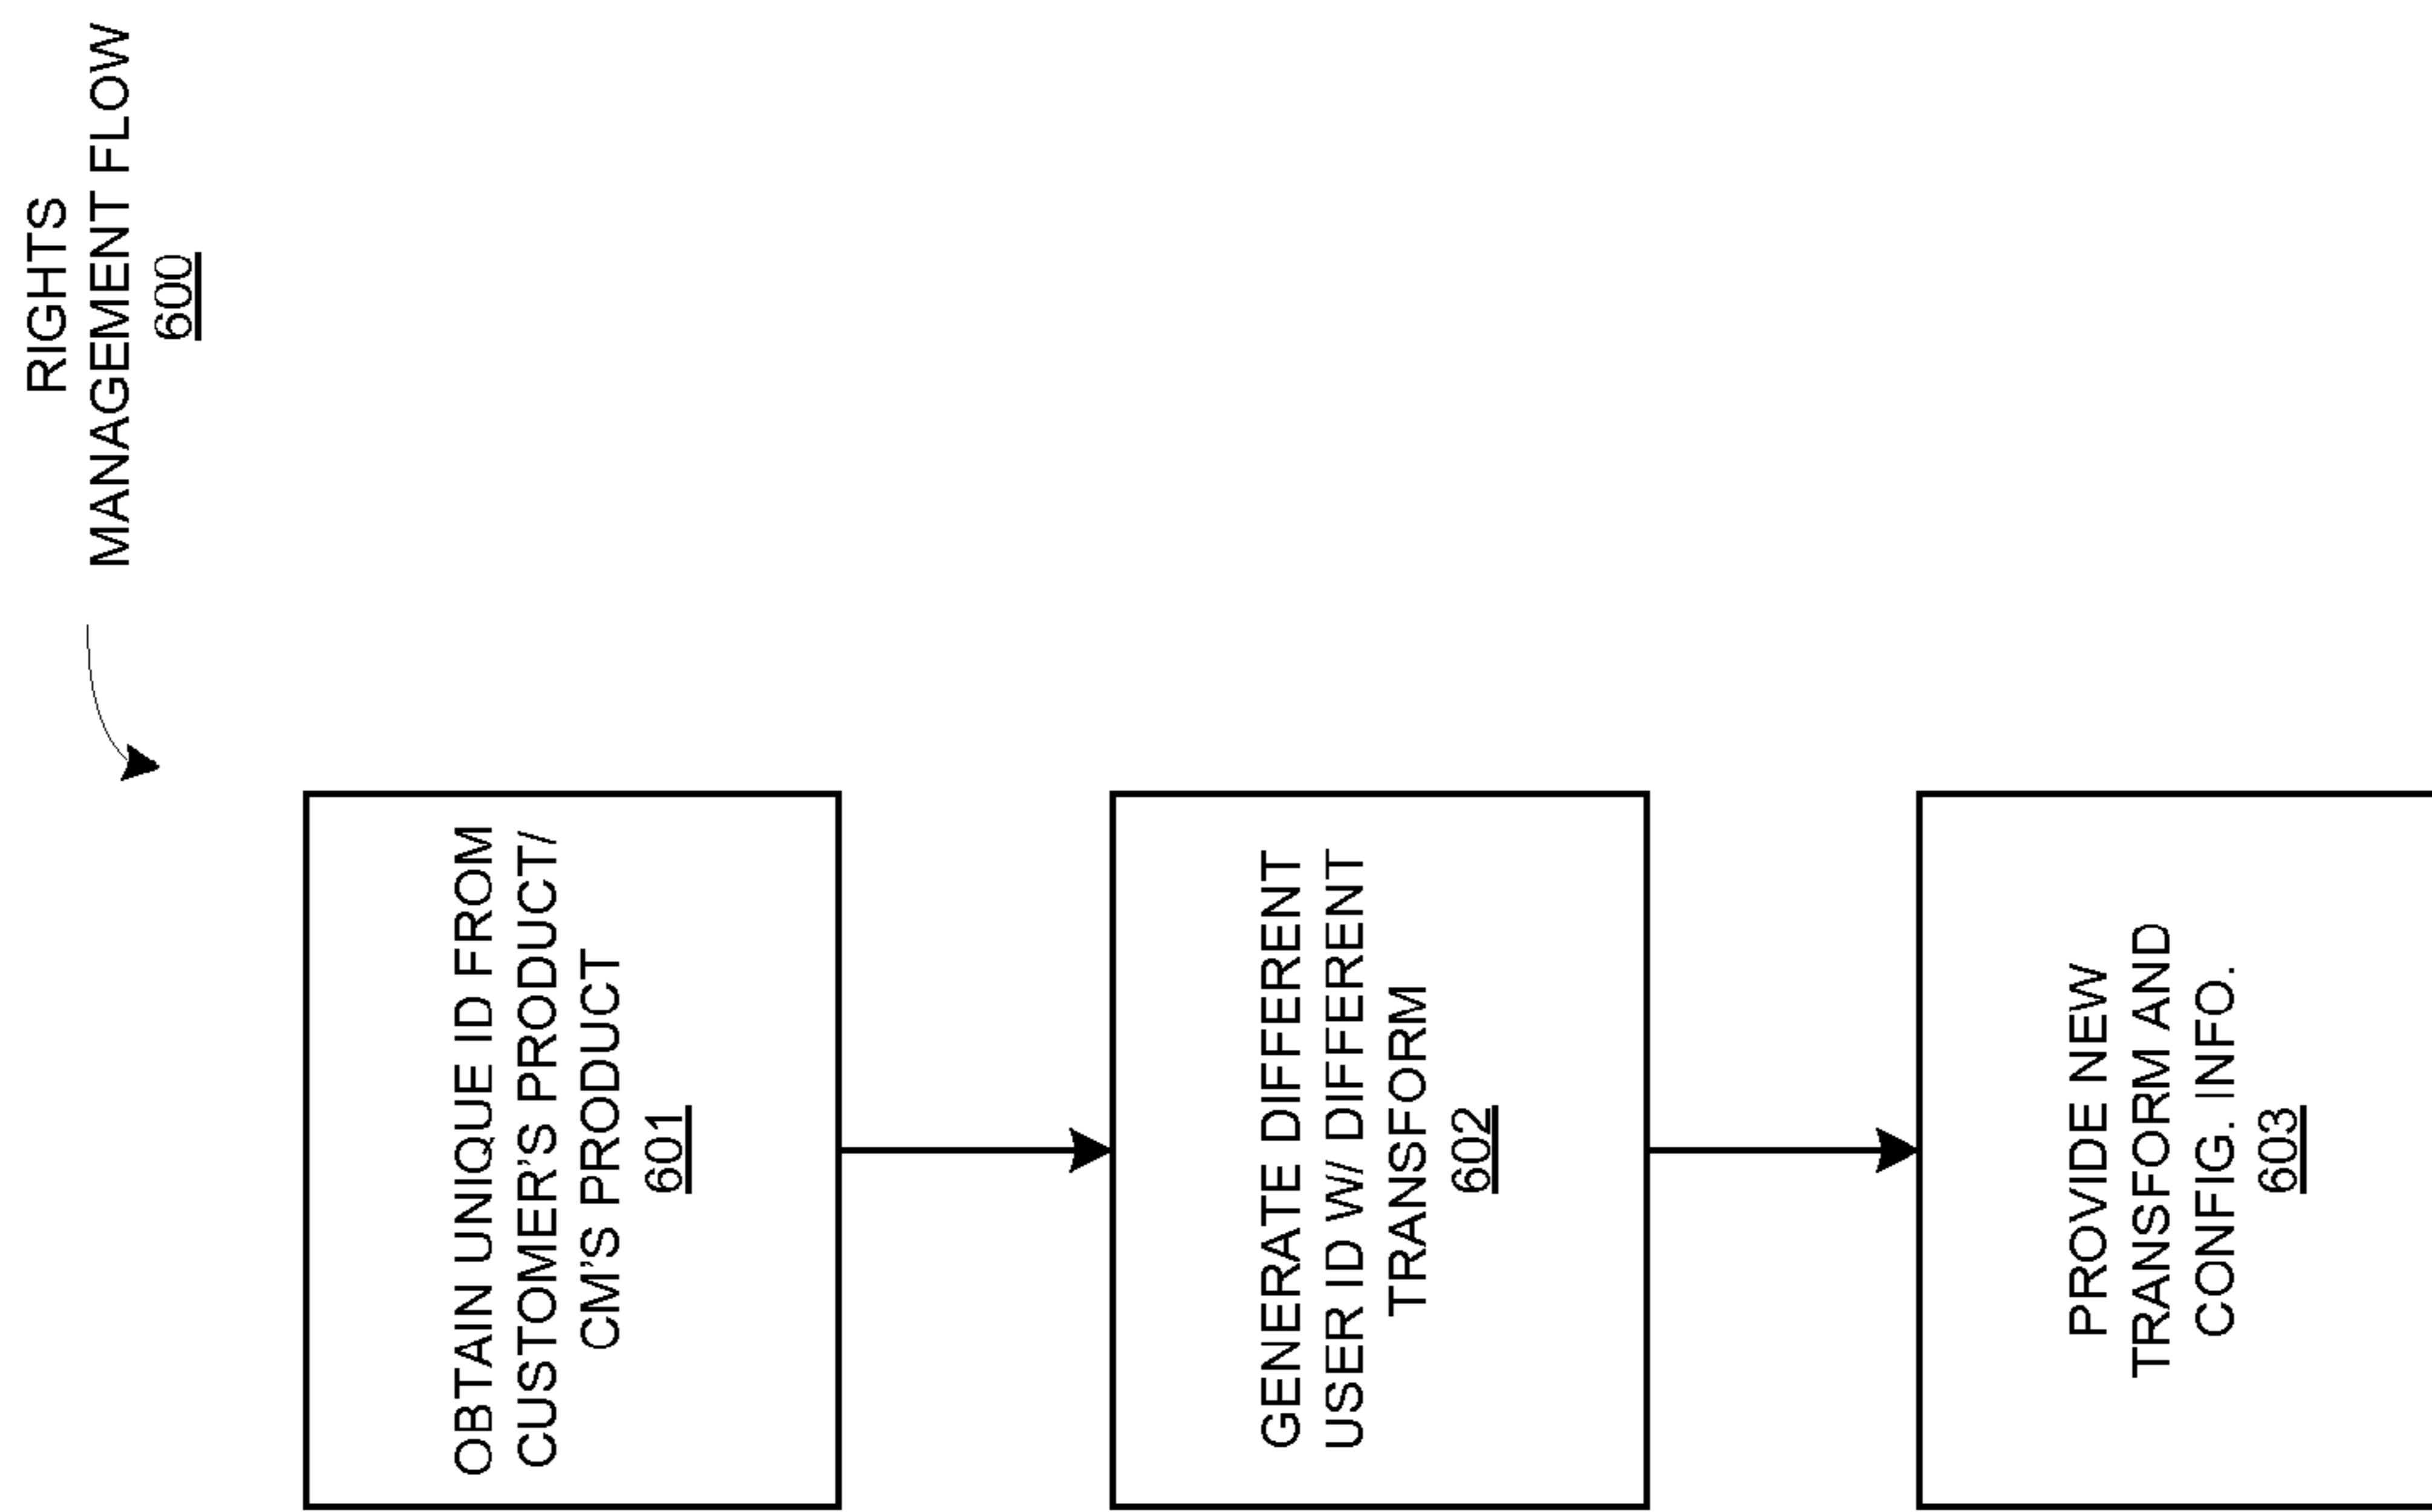 RIGHTS
MANAGEMENT FLOW
600
OBTAIN UNIQUE ID FROM
CUSTOMER'S PRODUCT/
CM'S PRODUCT
601
GENERATE DIFFERENT
USER ID W/ DIFFERENT
TRANSFORM
602
PROVIDE NEW
TRANSFORM AND
CONFIG. INFO.
603